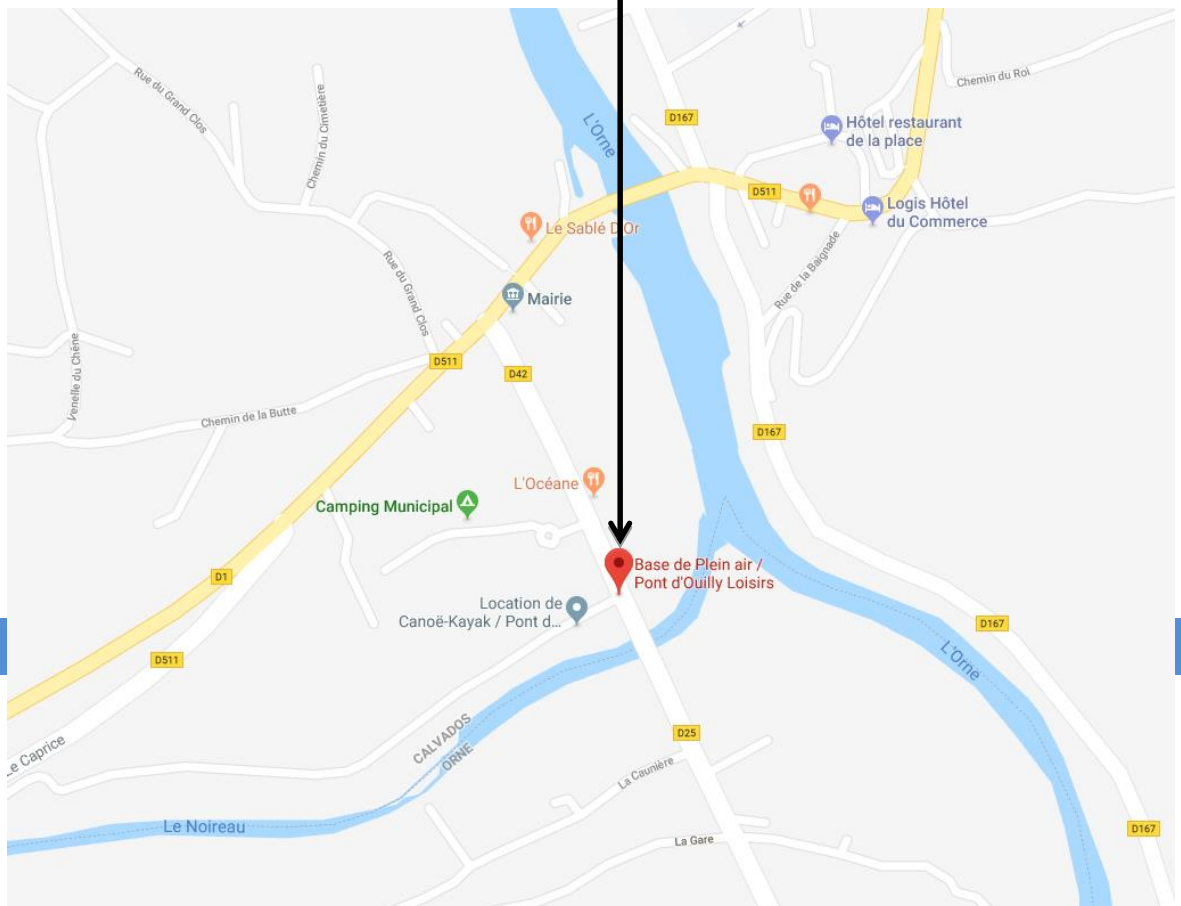 Rue du Grand Clos
Chemin du Cimetière
L'Orne
D167
Chemin du Roi
Hôtel restaurant
de la place
D511
Logis Hôtel
du Commerce
Le Sablé D'Or
Rue du Grand Clos
Mairie
Rue de la Baignade
Venelle du Chêne
D511
D42
Chemin de la Butte
D167
L'Océane
Camping Municipal
Base de Plein air /
Pont d'Ouilly Loisirs
D1
Location de
Canoë-Kayak / Pont d...
D167
D511
L'Orne
CALVADOS
ORNE
D25
e Caprice
La Caunière
Le Noireau
La Gare
D167